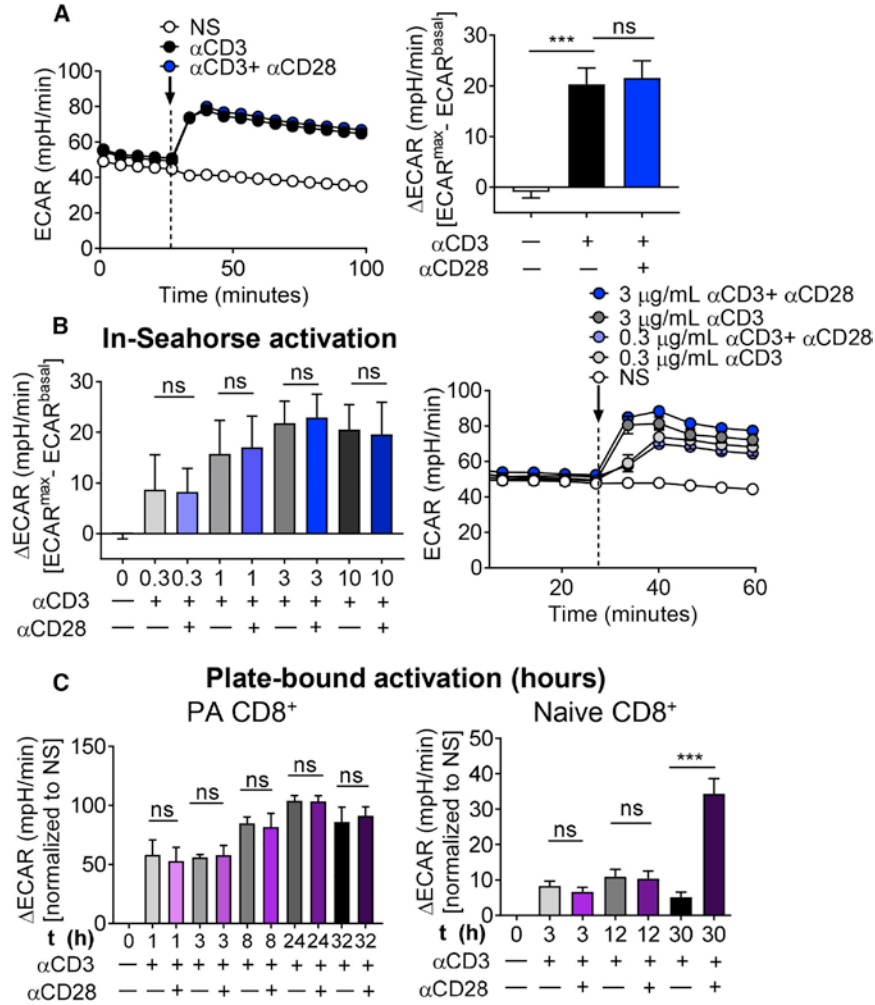 A
NS
αCD3
αCD3+ αCD28
ECAR (mpH/min)
100
80
60
40
20
0
0
50
100
Time (minutes)
ΔECAR (mpH/min)
[ECARmax- ECARbasal]
30
20
10
0
***
ns
αCD3 — + +
αCD28 — — +
B
In-Seahorse activation
ΔECAR (mpH/min)
[ECARmax- ECARbasal]
30
20
10
0
ns
ns
ns
ns
0 0.3 0.3 1 1 3 3 10 10
αCD3 — + + + + + + + +
αCD28 — — + — + — + — +
3 μg/mL αCD3+ αCD28
3 μg/mL αCD3
0.3 μg/mL αCD3+ αCD28
0.3 μg/mL αCD3
NS
ECAR (mpH/min)
100
80
60
40
20
0
20
40
60
Time (minutes)
C
Plate-bound activation (hours)
PA CD8+
ΔECAR (mpH/min)
[normalized to NS]
150
100
50
0
ns
ns
ns
ns
ns
t (h) 0 1 1 3 3 8 8 24 24 32 32
αCD3 — + + + + + + + + + +
αCD28 — — + — + — + — + — +
Naive CD8+
ΔECAR (mpH/min)
[normalized to NS]
50
40
30
20
10
0
ns
ns
***
t (h) 0 3 3 12 12 30 30
αCD3 — + + + + + +
αCD28 — — + — + — +